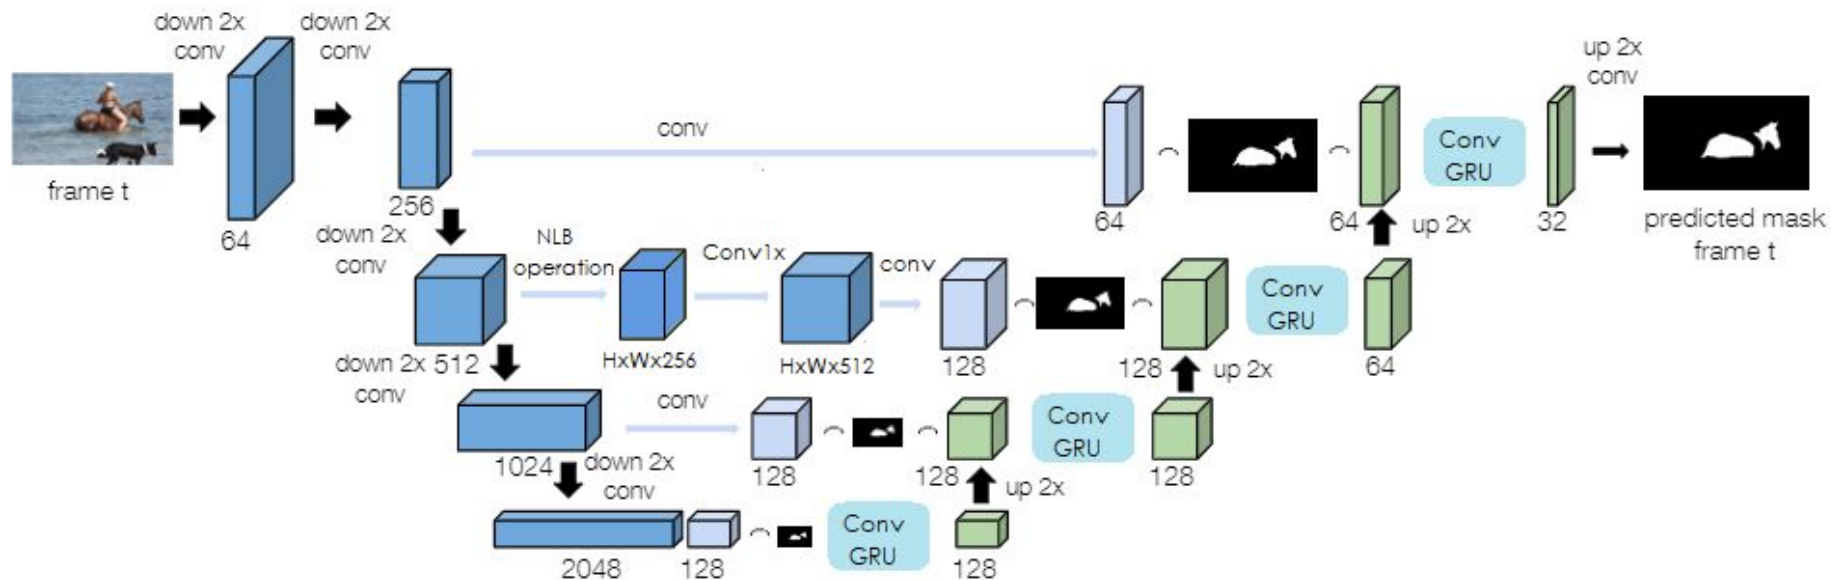 down 2x
conv
down 2x
conv
frame t
64
256
conv
64
64
Conv
GRU
32
up 2x
conv
predicted mask
frame t
down 2x
conv
512
NLB
operation
HxWx256
Conv1x
HxWx512
conv
128
128
up 2x
Conv
GRU
64
down 2x
conv
1024
conv
128
128
up 2x
Conv
GRU
128
down 2x
conv
2048
128
Conv
GRU
up 2x
128